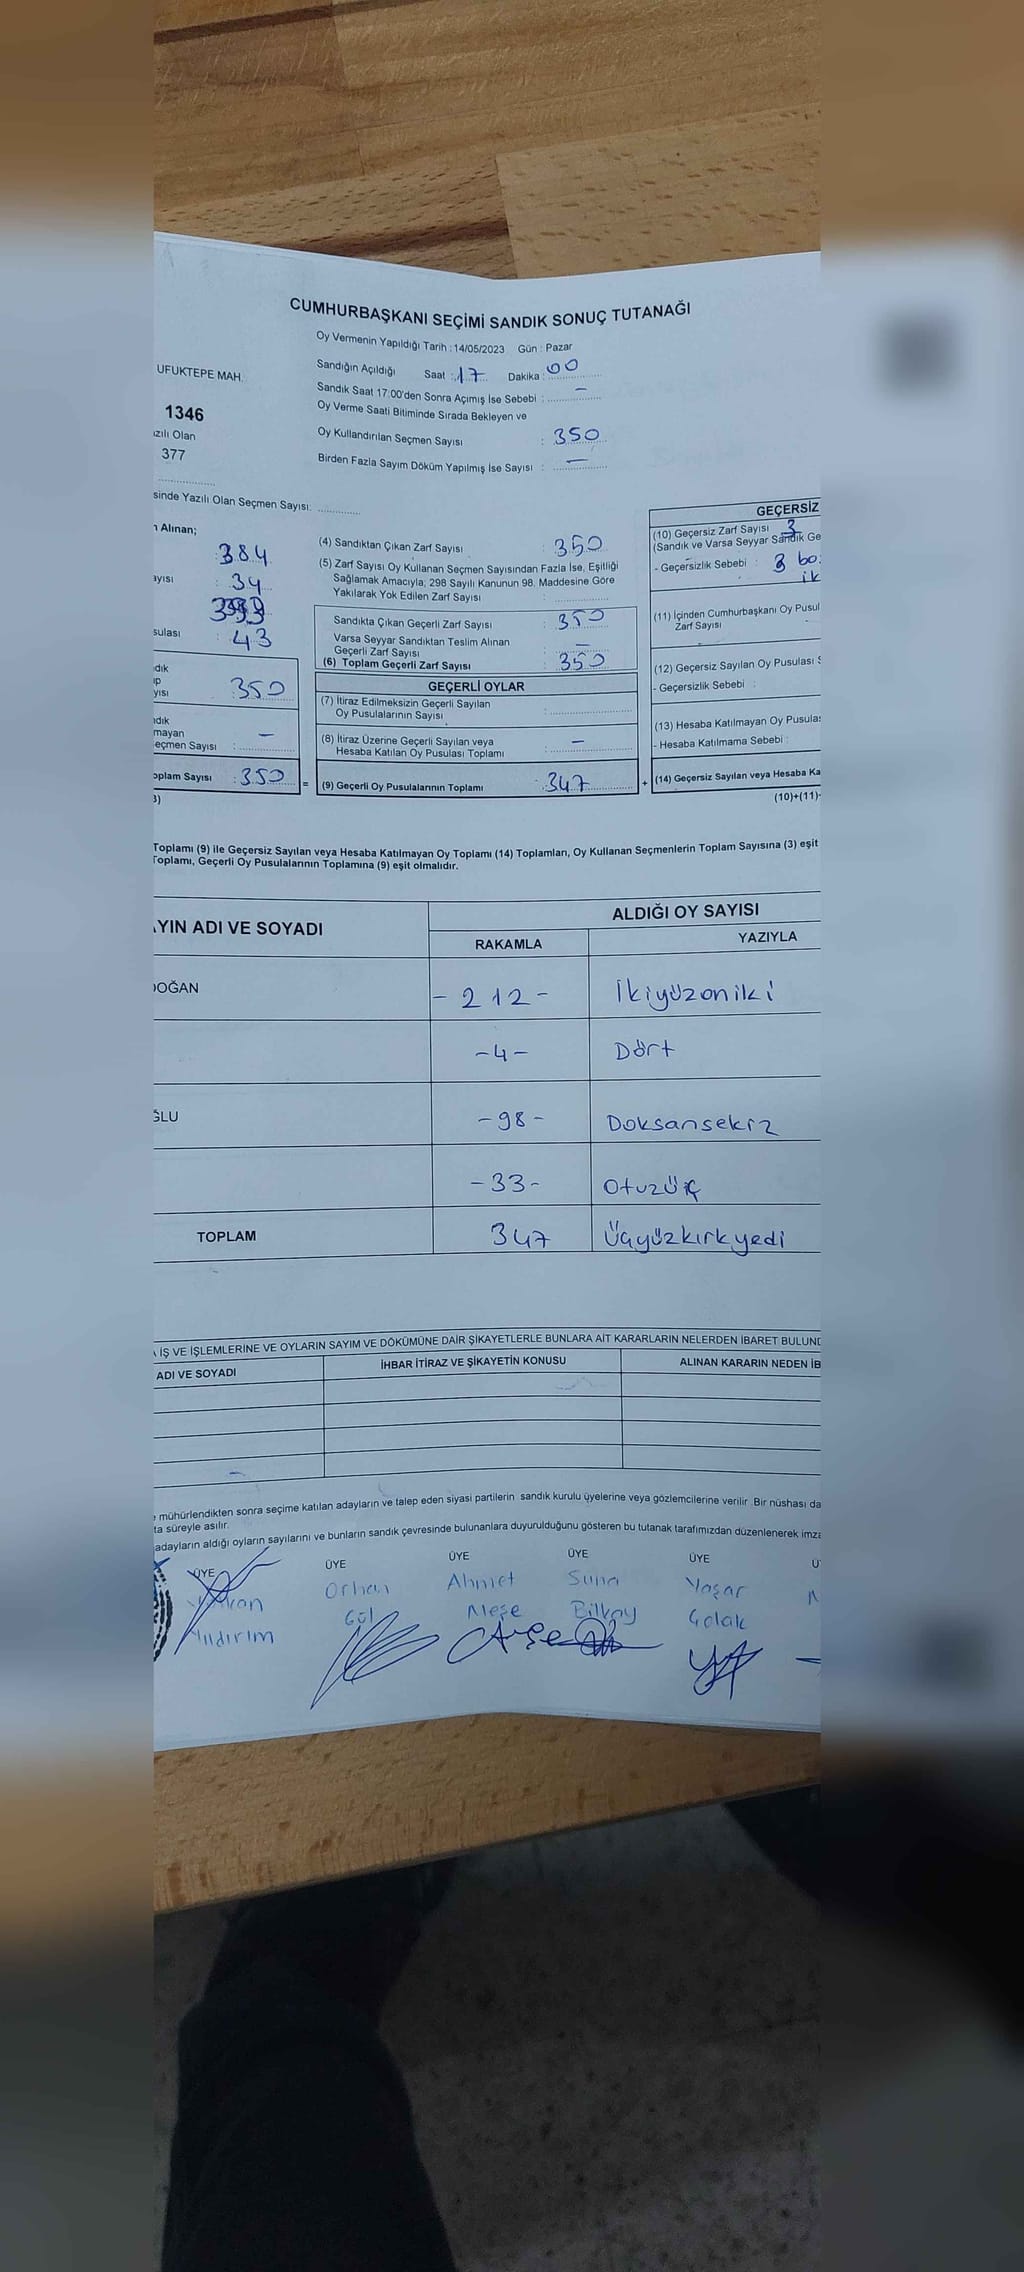 CUMHURBAŞKANI SEÇİMİ SANDIK SONUÇ TUTANAĞI
Oy Vermenin Yapıldığı Tarih : 14/05/2023 Gün : Pazar
Sandığın Açıldığı Saat : 17 Dakika : 00
Sandık Saat 17:00'den Sonra Açımış İse Sebebi : -
Oy Verme Saati Bitiminde Sırada Bekleyen ve
Oy Kullandırılan Seçmen Sayısı : 350
Birden Fazla Sayım Döküm Yapılmış İse Sayısı : -
UFUKTEPE MAH.
1346
zılı Olan
377
sinde Yazılı Olan Seçmen Sayısı:
n Alınan;
384
ayısı : 34
sulası : 43
dık
ıp
yısı 350
ndık
mayan
eçmen Sayısı : -
oplam Sayısı : 350
3)
(4) Sandıktan Çıkan Zarf Sayısı : 350
(5) Zarf Sayısı Oy Kullanan Seçmen Sayısından Fazla İse, Eşitliği
Sağlamak Amacıyla; 298 Sayılı Kanunun 98. Maddesine Göre
Yakılarak Yok Edilen Zarf Sayısı :
Sandıkta Çıkan Geçerli Zarf Sayısı : 350
Varsa Seyyar Sandıktan Teslim Alınan
Geçerli Zarf Sayısı : -
(6) Toplam Geçerli Zarf Sayısı : 350
GEÇERLİ OYLAR
(7) İtiraz Edilmeksizin Geçerli Sayılan
Oy Pusulalarının Sayısı :
(8) İtiraz Üzerine Geçerli Sayılan veya
Hesaba Katılan Oy Pusulası Toplamı : -
= (9) Geçerli Oy Pusulalarının Toplamı : 347 +
GEÇERSİZ
(10) Geçersiz Zarf Sayısı 3
(Sandık ve Varsa Seyyar Sandık Ge
- Geçersizlik Sebebi : 3 bo
ik
(11) İçinden Cumhurbaşkanı Oy Pusul
Zarf Sayısı
(12) Geçersiz Sayılan Oy Pusulası S
- Geçersizlik Sebebi :
(13) Hesaba Katılmayan Oy Pusula
- Hesaba Katılmama Sebebi :
(14) Geçersiz Sayılan veya Hesaba Ka
(10)+(11)+
Toplamı (9) ile Geçersiz Sayılan veya Hesaba Katılmayan Oy Toplamı (14) Toplamları, Oy Kullanan Seçmenlerin Toplam Sayısına (3) eşit
Toplamı, Geçerli Oy Pusulalarının Toplamına (9) eşit olmalıdır.
AYIN ADI VE SOYADI
ALDIĞI OY SAYISI
RAKAMLA YAZIYLA
DOĞAN - 212 - İkiyüzoniki
- 4 - Dört
ĞLU - 98 - Doksansekiz
- 33 - Otuzüç
TOPLAM 347 Üçyüzkırkyedi
A İŞ VE İŞLEMLERİNE VE OYLARIN SAYIM VE DÖKÜMÜNE DAİR ŞİKAYETLERLE BUNLARA AİT KARARLARIN NELERDEN İBARET BULUND
ADI VE SOYADI İHBAR İTİRAZ VE ŞİKAYETİN KONUSU ALINAN KARARIN NEDEN İB
-
e mühürlendikten sonra seçime katılan adayların ve talep eden siyasi partilerin sandık kurulu üyelerine veya gözlemcilerine verilir. Bir nüshası da
ta süreyle asılır.
adayların aldığı oyların sayılarını ve bunların sandık çevresinde bulunanlara duyurulduğunu gösteren bu tutanak tarafımızdan düzenlenerek imza
ÜYE ÜYE ÜYE ÜYE ÜYE Ü
Orhan Ahmet Suna Yaşar
Yıldırım Gül Meşe Bilkay Çolak